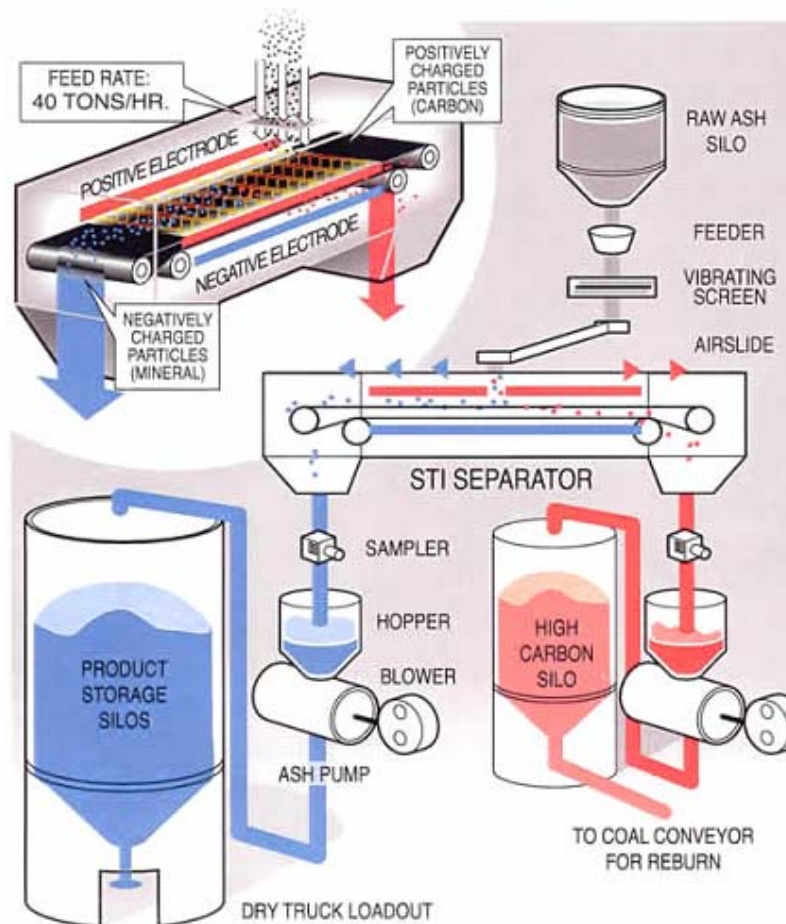 FEED RATE:
40 TONS/HR.
POSITIVELY
CHARGED
PARTICLES
(CARBON)
POSITIVE ELECTRODE
NEGATIVE ELECTRODE
NEGATIVELY
CHARGED
PARTICLES
(MINERAL)
RAW ASH
SILO
FEEDER
VIBRATING
SCREEN
AIRSLIDE
STI SEPARATOR
SAMPLER
HOPPER
BLOWER
ASH PUMP
PRODUCT
STORAGE
SILOS
HIGH
CARBON
SILO
TO COAL CONVEYOR
FOR REBURN
DRY TRUCK LOADOUT